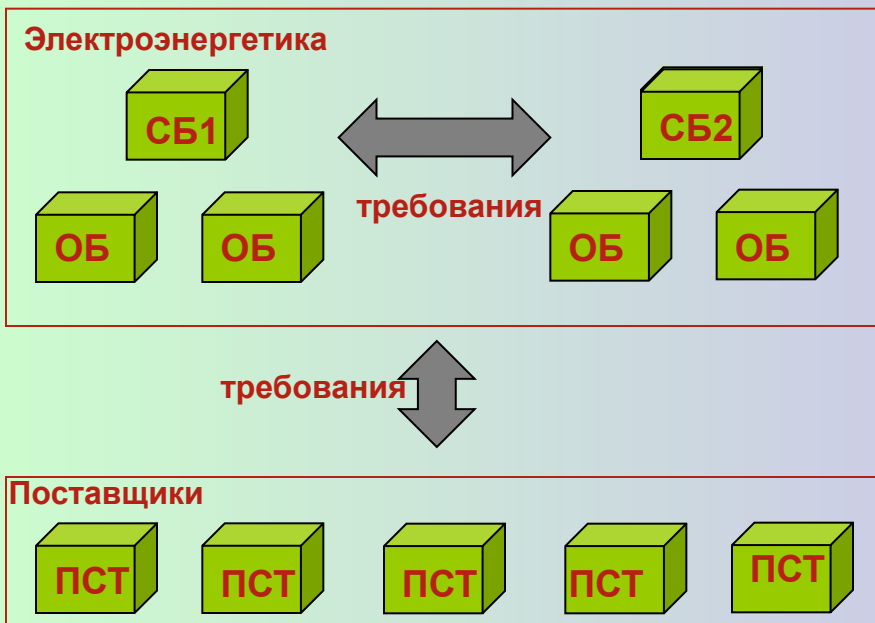 Электроэнергетика
СБ1
СБ2
требования
ОБ
ОБ
ОБ
ОБ
требования
Поставщики
ПСТ
ПСТ
ПСТ
ПСТ
ПСТ